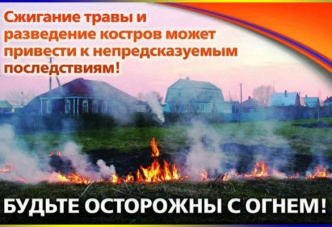 Сжигание травы и
разведение костров может
привести к непредсказуемым
последствиям!
БУДЬТЕ ОСТОРОЖНЫ С ОГНЕМ!